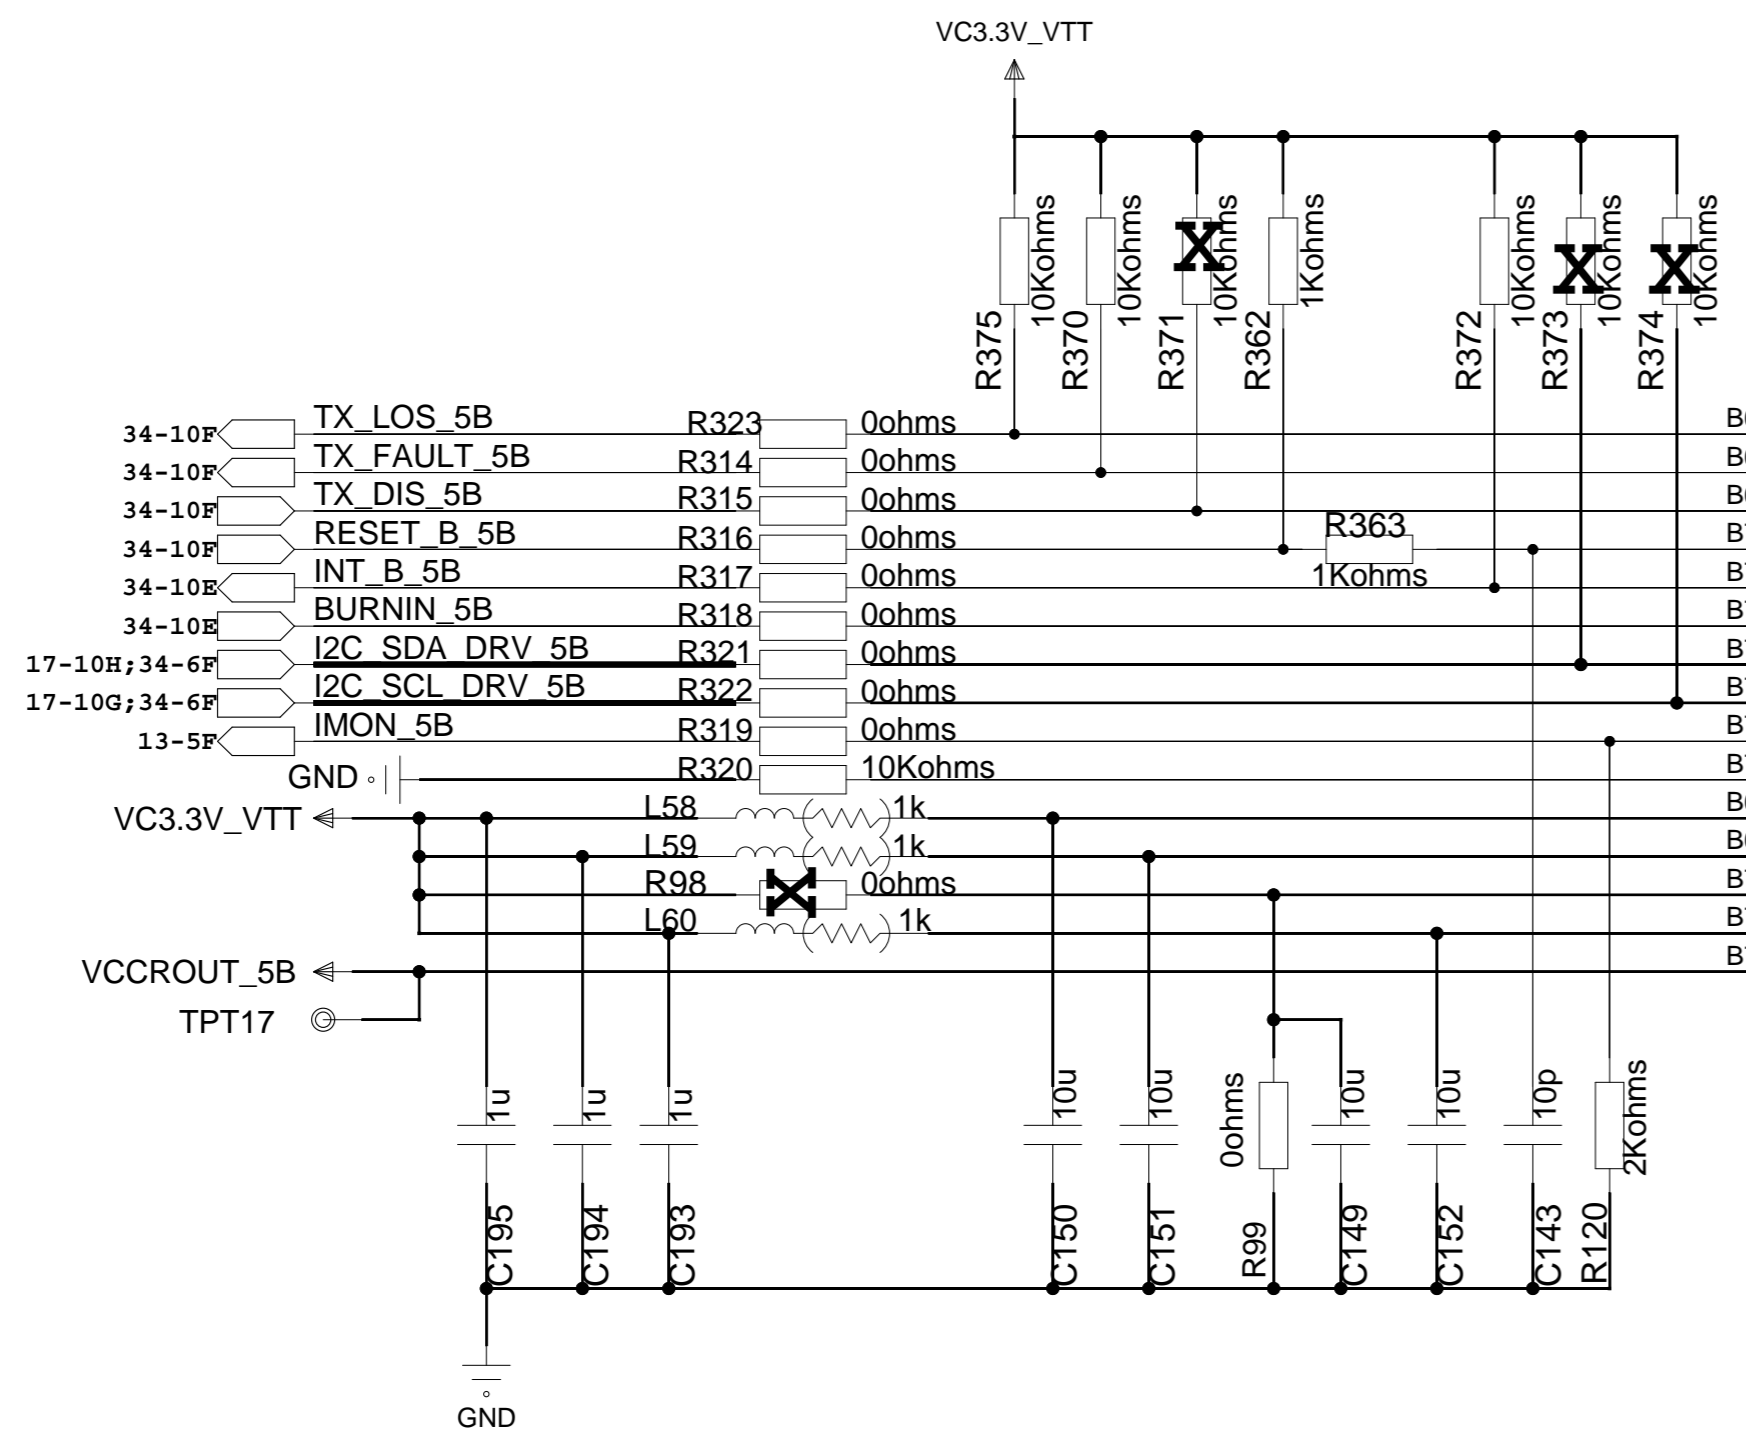 VC3.3V_VTT
10Kohms
10Kohms
10Kohms
1Kohms
10Kohms
10Kohms
10Kohms
R375
R370
R371
R362
R372
R373
R374
34-10F TX_LOS_5B R323 0ohms
34-10F TX_FAULT_5B R314 0ohms
34-10F TX_DIS_5B R315 0ohms
34-10F RESET_B_5B R316 0ohms R363
1Kohms
34-10E INT_B_5B R317 0ohms
34-10E BURNIN_5B R318 0ohms
17-10H;34-6F I2C_SDA_DRV_5B R321 0ohms
17-10G;34-6F I2C_SCL_DRV_5B R322 0ohms
13-5F IMON_5B R319 0ohms
GND R320 10Kohms
VC3.3V_VTT L58 1k
L59 1k
R98 0ohms
L60 1k
VCCROUT_5B
TPT17
1u
1u
1u
10u
10u
0ohms
10u
10u
10p
2Kohms
C195
C194
C193
C150
C151
R99
C149
C152
C143
R120
GND